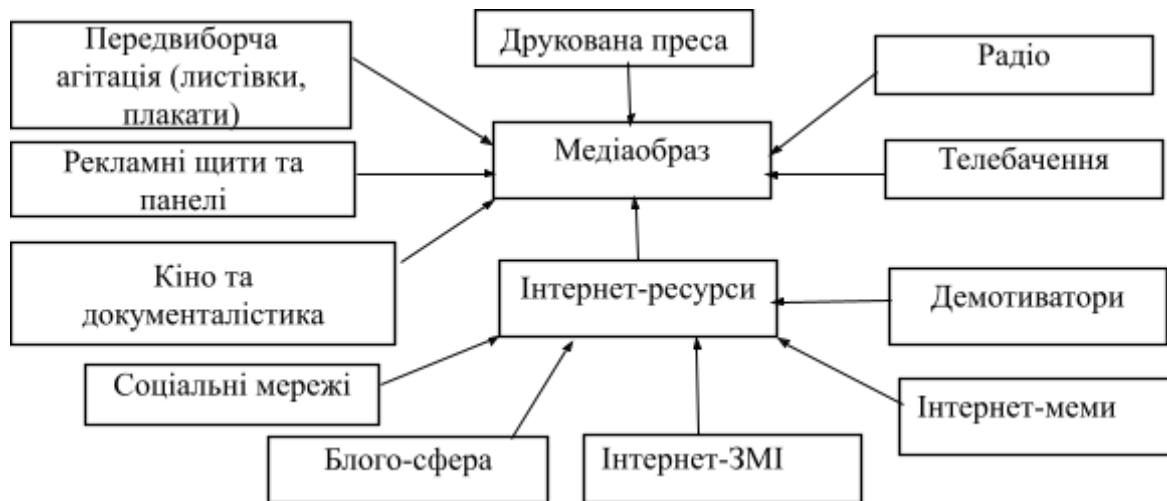 Передвиборча
агітація (листівки,
плакати)
Друкована преса
Радіо
Медіаобраз
Рекламні щити та
панелі
Телебачення
Кіно та
документалістика
Інтернет-ресурси
Демотиватори
Соціальні мережі
Інтернет-меми
Блого-сфера
Інтернет-ЗМІ